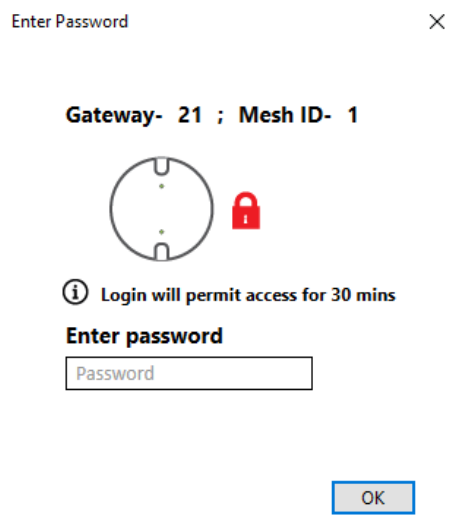 Enter Password
Gateway- 21 ; Mesh ID- 1
Login will permit access for 30 mins
Enter password
Password
OK